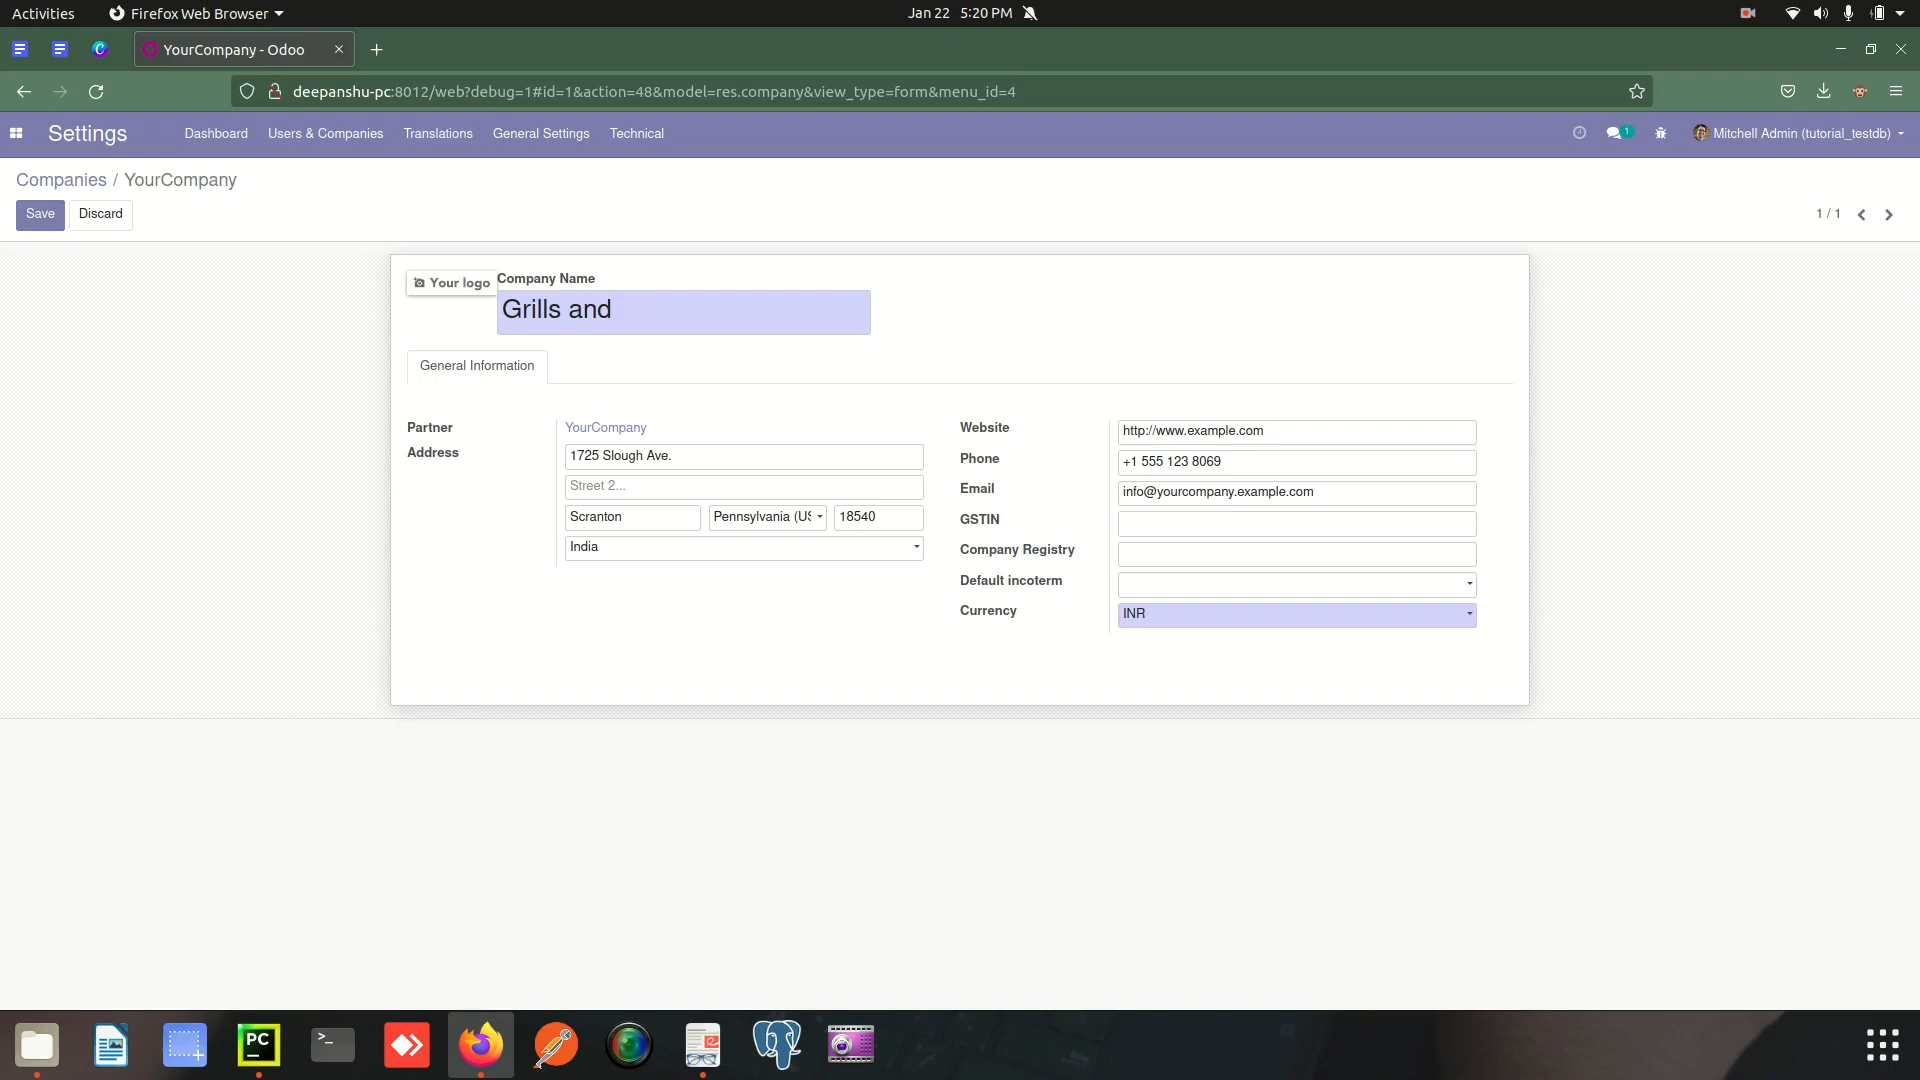 Activities Firefox Web Browser Jan 22 5:20 PM
YourCompany - Odoo
deepanshu-pc:8012/web?debug=1#id=1&action=48&model=res.company&view_type=form&menu_id=4
Settings Dashboard Users & Companies Translations General Settings Technical 1 Mitchell Admin (tutorial_testdb)
Companies / YourCompany
Save Discard 1 / 1
Your logo Company Name
Grills and
General Information
Partner YourCompany Website http://www.example.com
Address 1725 Slough Ave. Phone +1 555 123 8069
Street 2... Email info@yourcompany.example.com
Scranton Pennsylvania (US 18540 GSTIN
India Company Registry
Default incoterm
Currency INR
PC